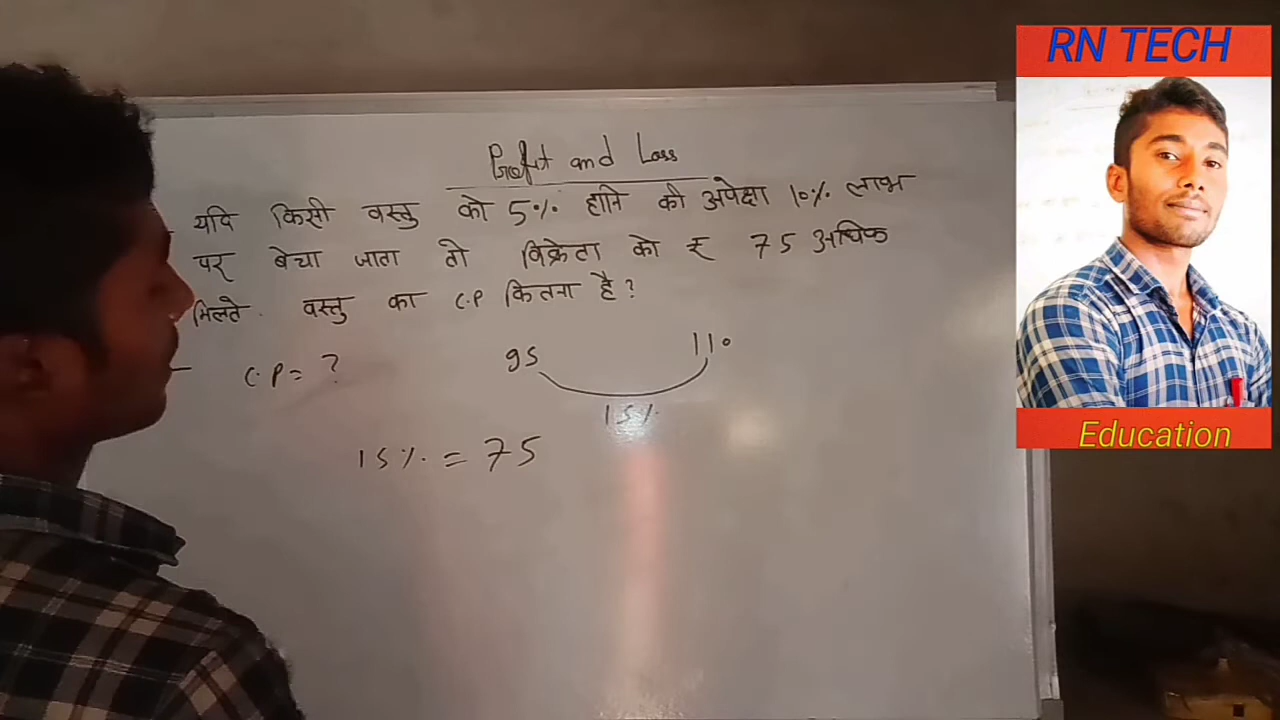 RN TECH
Profit and Loss
यदि किसी वस्तु को 5% हानि की अपेक्षा 10% लाभ
पर बेचा जाता तो विक्रेता को ₹ 75 अधिक
मिलते. वस्तु का C.P कितना है?
C.P = ?
95 110
15%
15% = 75
Education